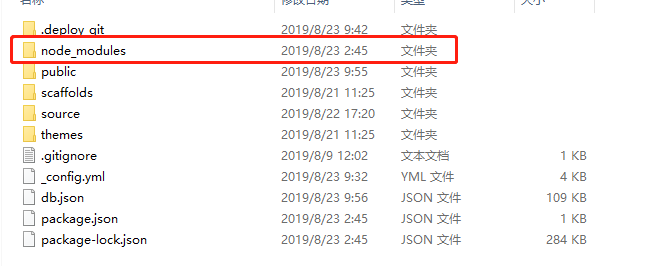 名称 修改日期 类型 大小
.deploy_git 2019/8/23 9:42 文件夹
node_modules 2019/8/23 2:45 文件夹
public 2019/8/23 9:55 文件夹
scaffolds 2019/8/21 11:25 文件夹
source 2019/8/22 17:20 文件夹
themes 2019/8/21 11:25 文件夹
.gitignore 2019/8/9 12:02 文本文档 1 KB
_config.yml 2019/8/23 9:32 YML 文件 4 KB
db.json 2019/8/23 9:56 JSON 文件 109 KB
package.json 2019/8/23 2:45 JSON 文件 1 KB
package-lock.json 2019/8/23 2:45 JSON 文件 284 KB